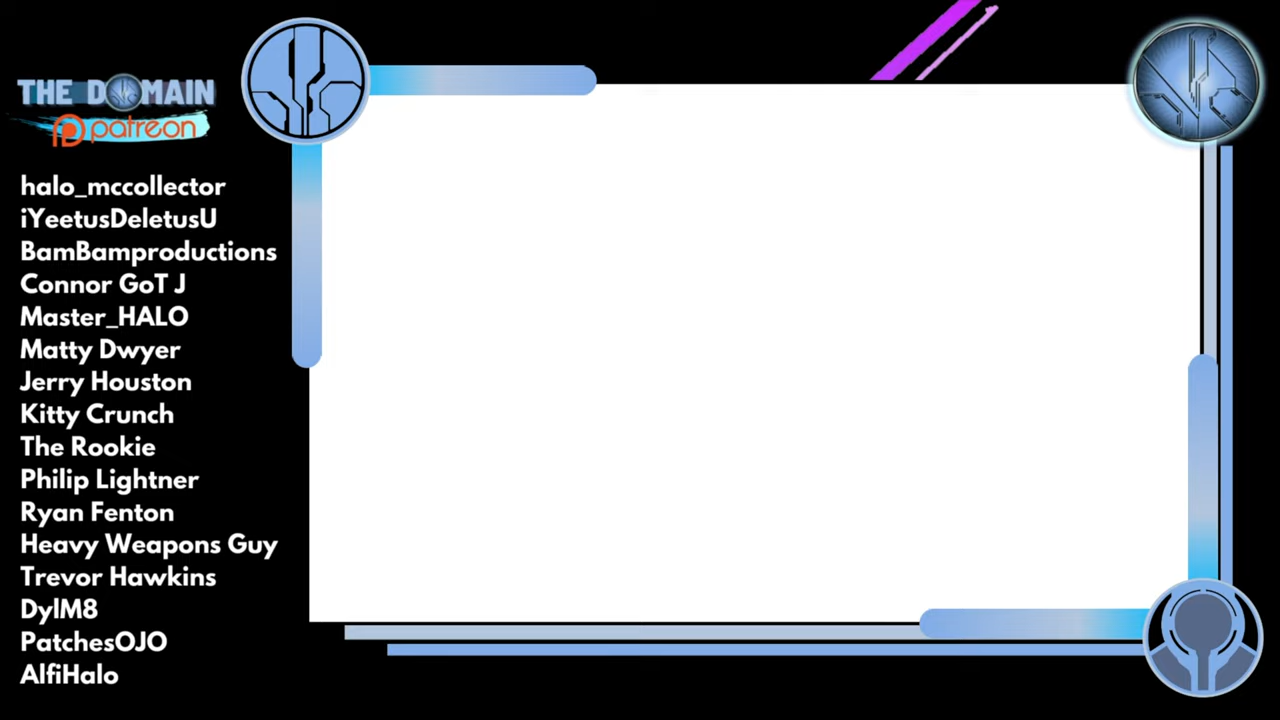 THE DOMAIN
patreon
halo_mccollector
iYeetusDeletusU
BamBamproductions
Connor GoT J
Master_HALO
Matty Dwyer
Jerry Houston
Kitty Crunch
The Rookie
Philip Lightner
Ryan Fenton
Heavy Weapons Guy
Trevor Hawkins
DylM8
PatchesOJO
AlfiHalo